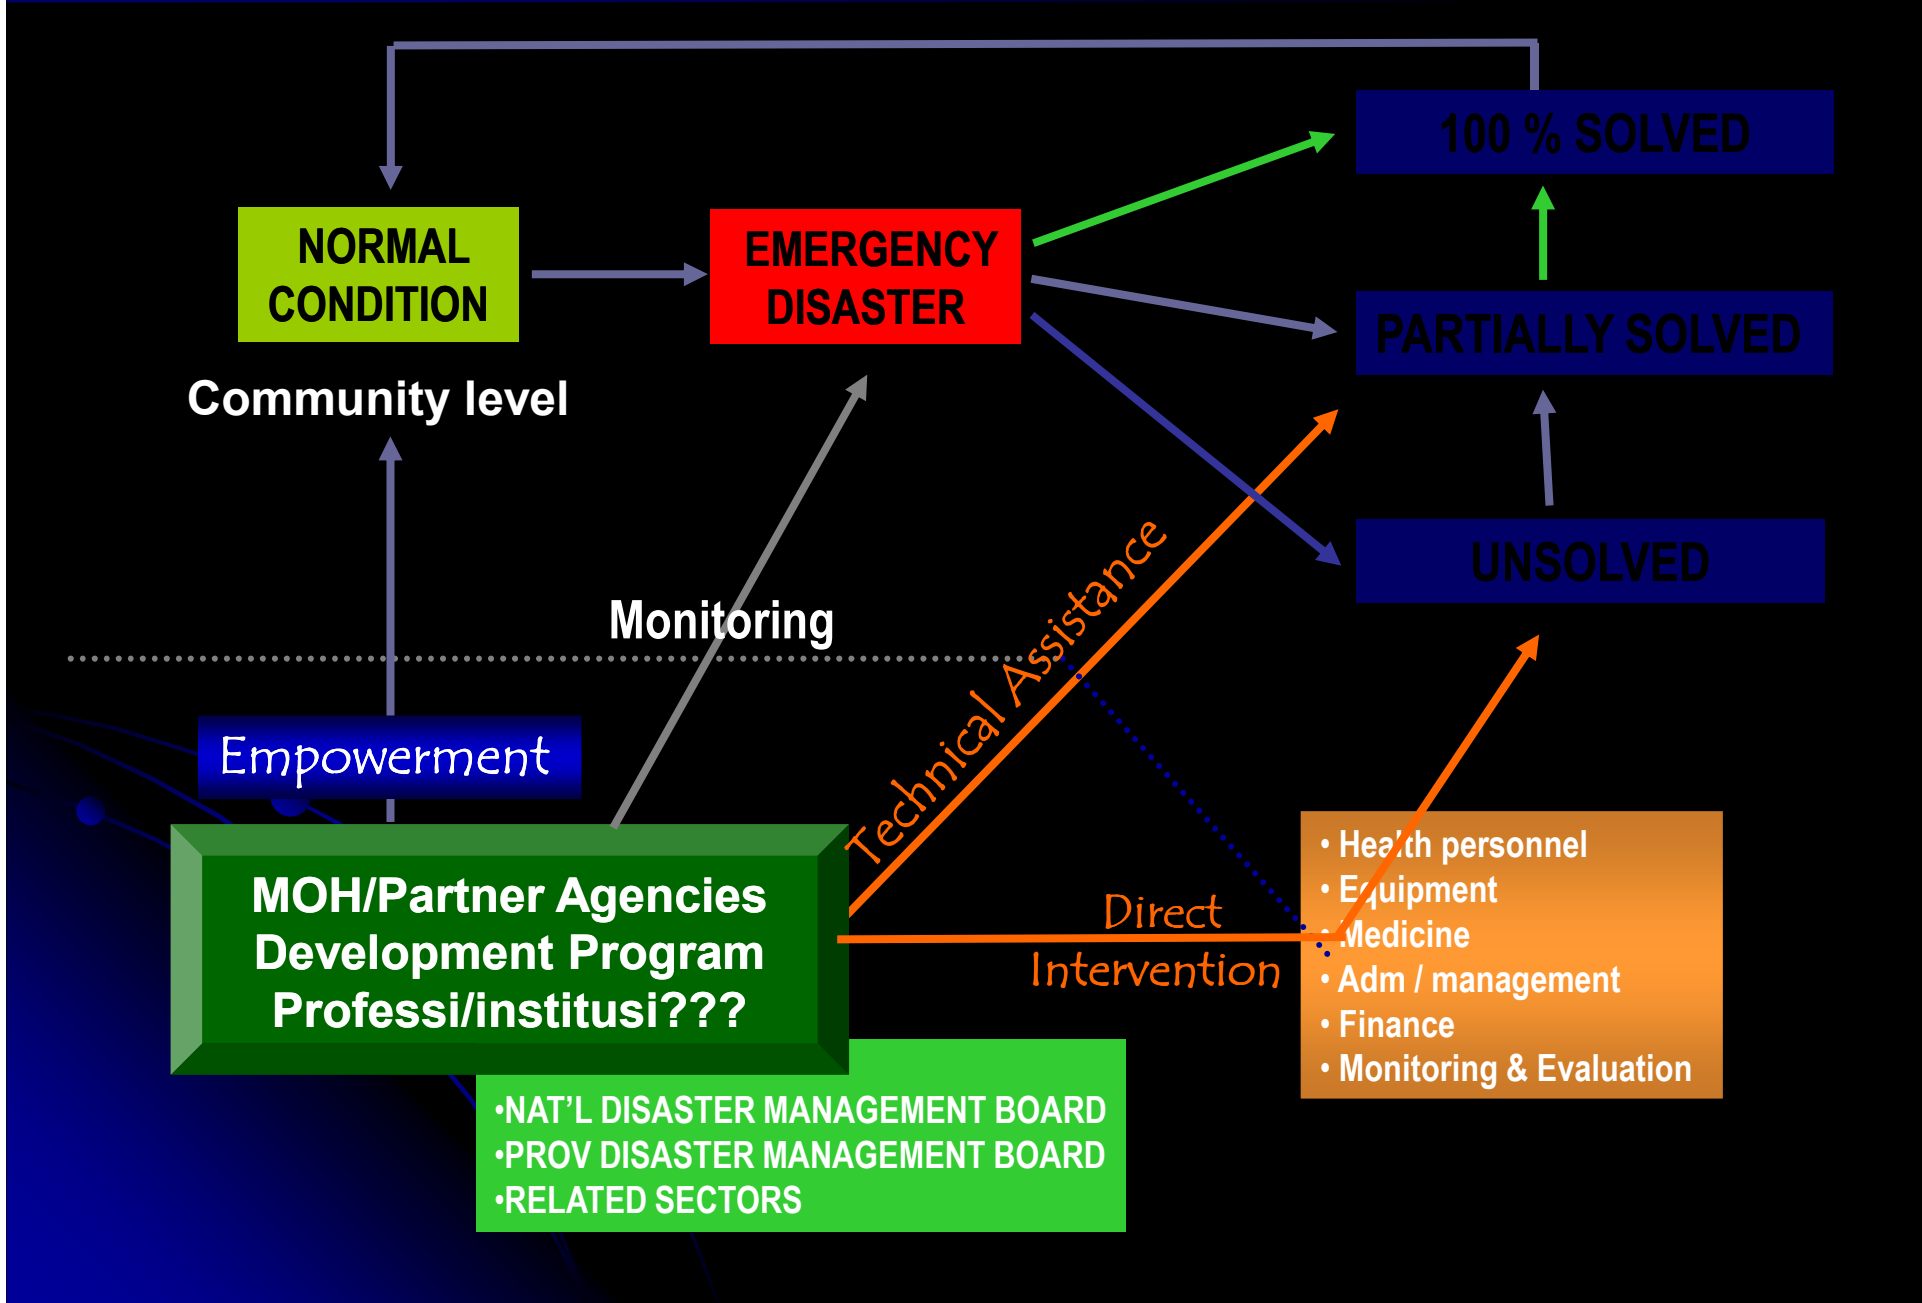 100 % SOLVED
NORMAL
CONDITION
EMERGENCY
DISASTER
PARTIALLY SOLVED
Community level
UNSOLVED
Monitoring
Technical Assistance
Empowerment
MOH/Partner Agencies
Development Program
Professi/institusi???
Direct
Intervention
• Health personnel
• Equipment
• Medicine
• Adm / management
• Finance
• Monitoring & Evaluation
•NAT’L DISASTER MANAGEMENT BOARD
•PROV DISASTER MANAGEMENT BOARD
•RELATED SECTORS